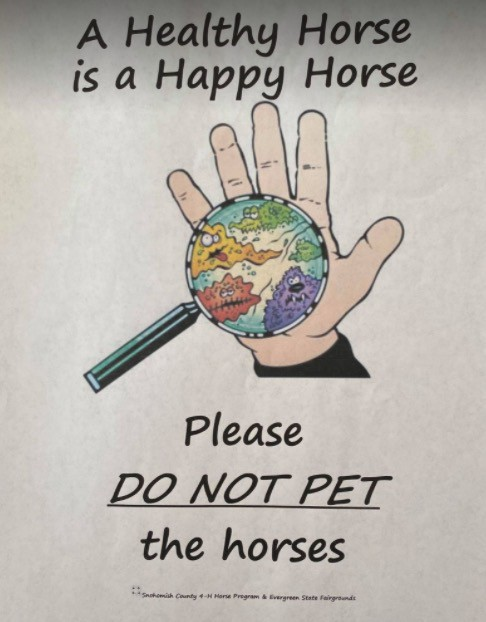 A Healthy Horse
is a Happy Horse
Please
DO NOT PET
the horses
Snohomish County 4-H Horse Program & Evergreen State Fairgrounds